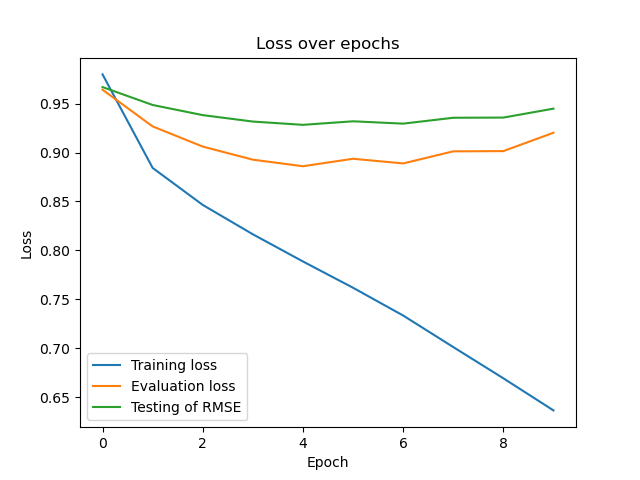 Loss over epochs
Loss
0.95
0.90
0.85
0.80
0.75
0.70
0.65
Training loss
Evaluation loss
Testing of RMSE
0 2 4 6 8
Epoch